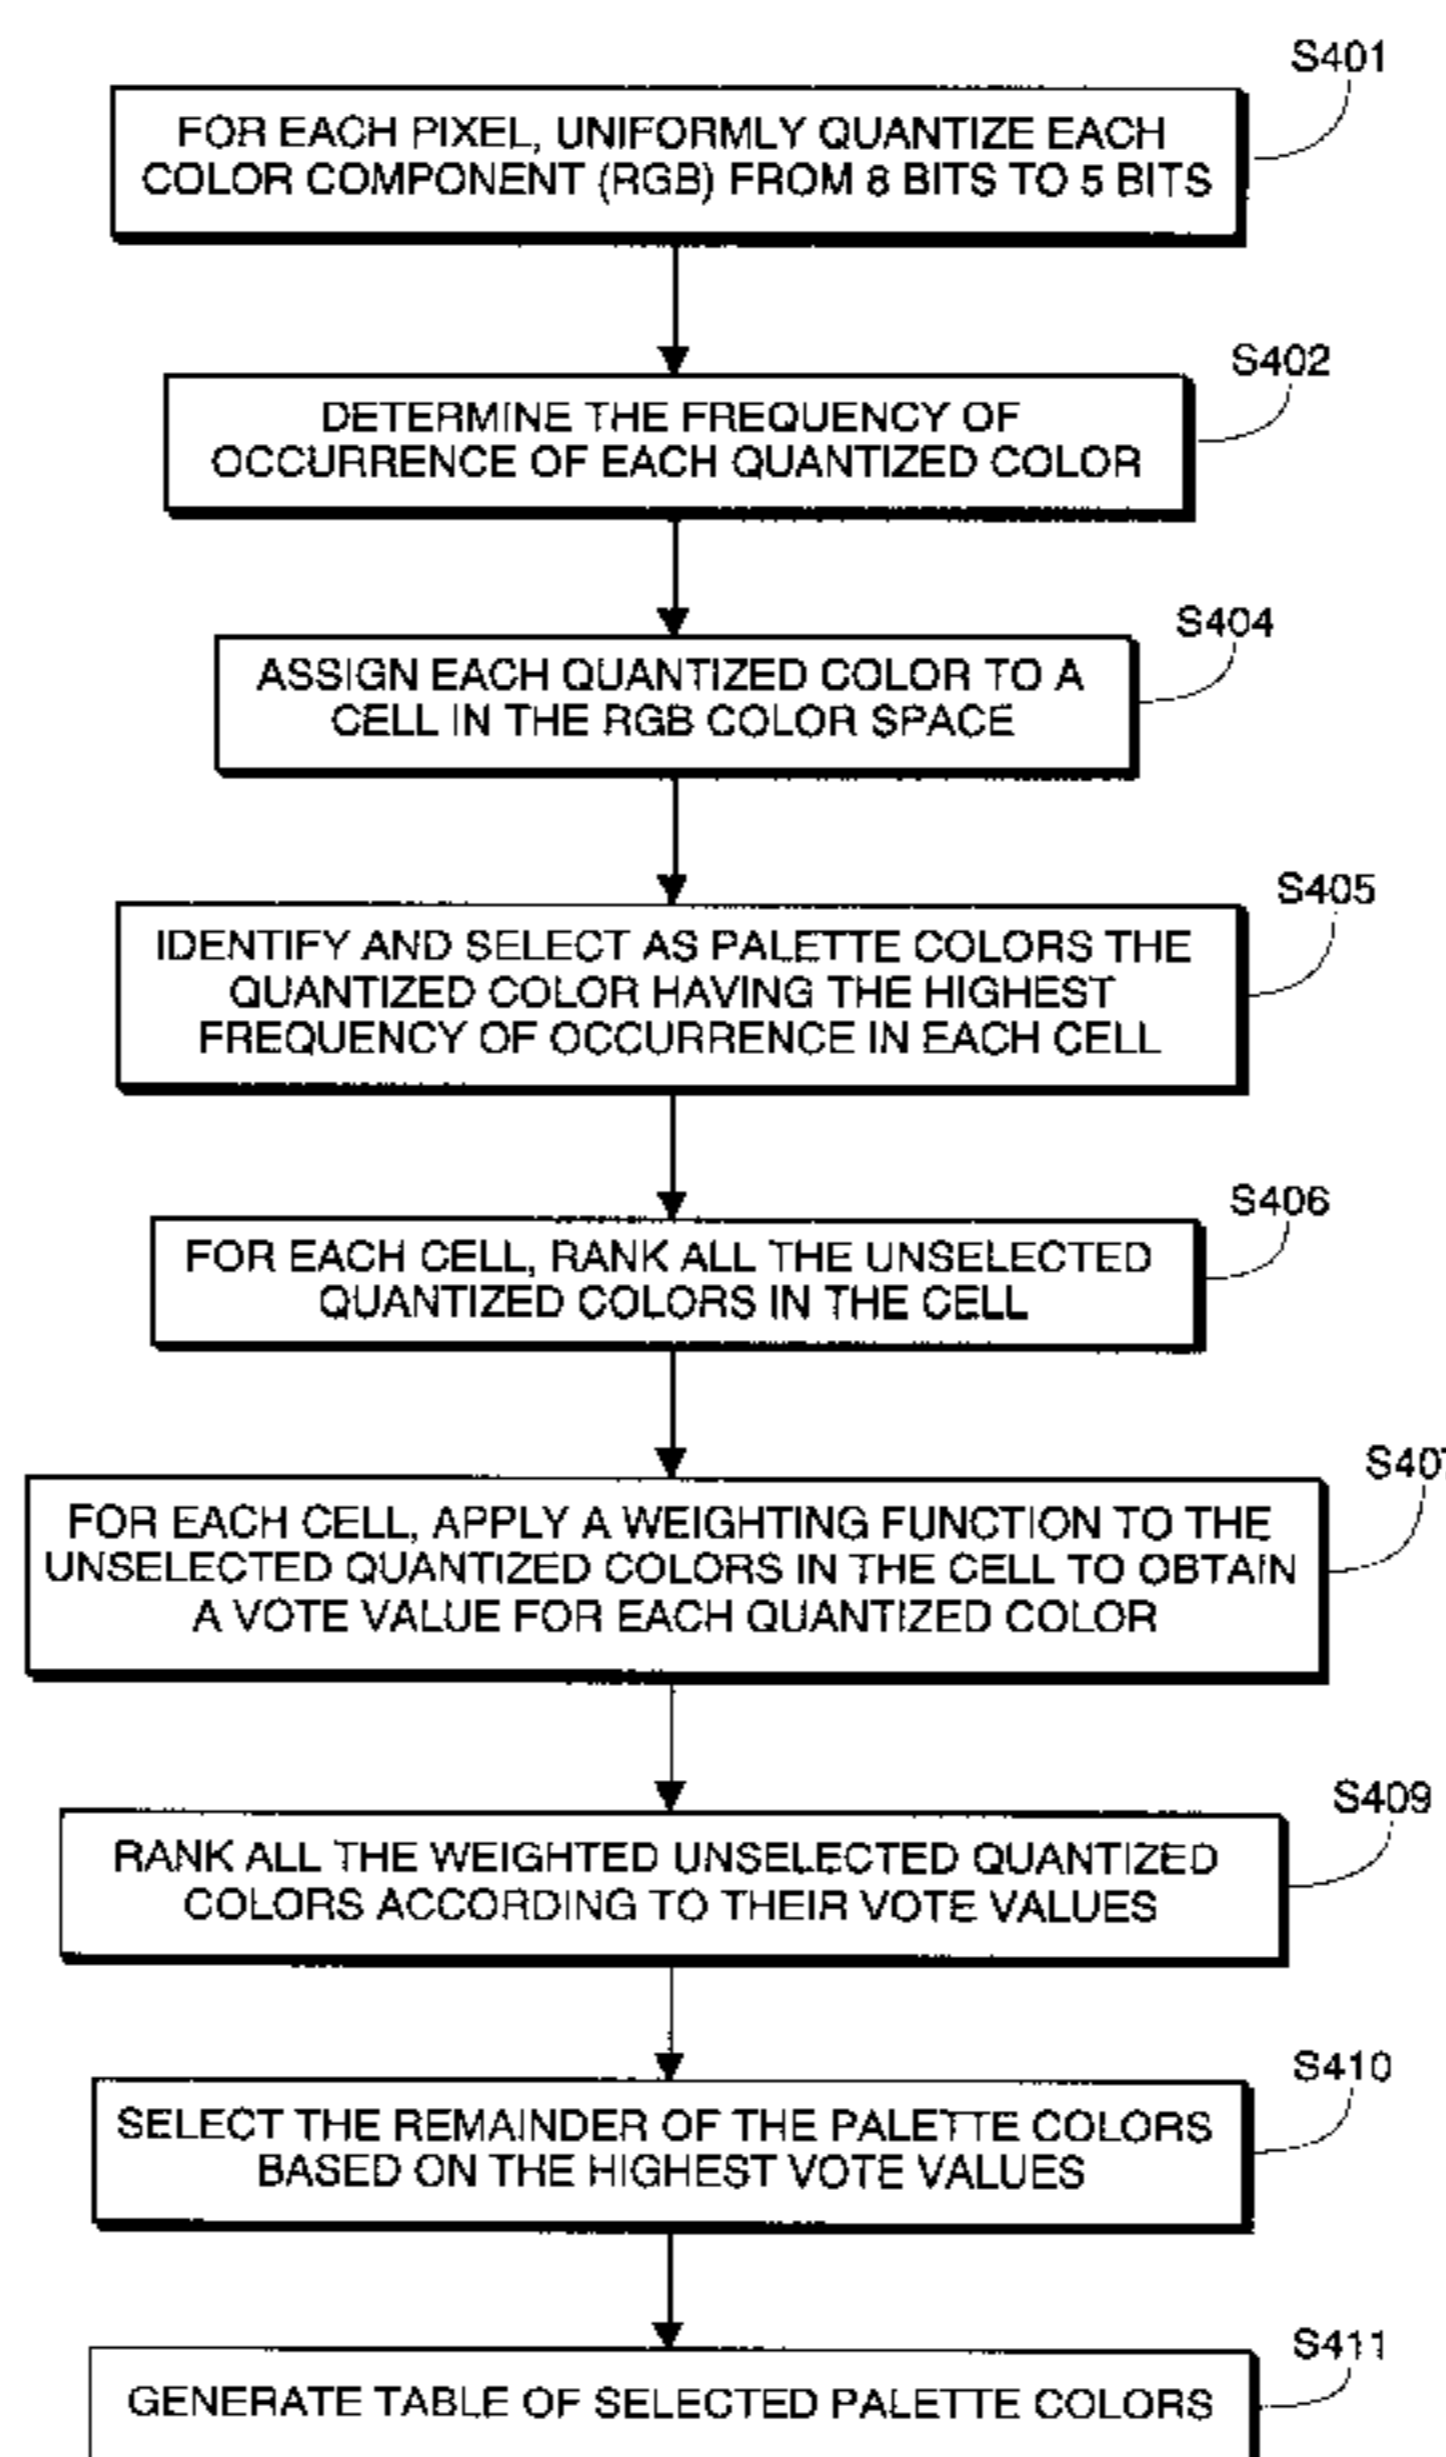 S401
FOR EACH PIXEL, UNIFORMLY QUANTIZE EACH
COLOR COMPONENT (RGB) FROM 8 BITS TO 5 BITS
S402
DETERMINE THE FREQUENCY OF
OCCURRENCE OF EACH QUANTIZED COLOR
S404
ASSIGN EACH QUANTIZED COLOR TO A
CELL IN THE RGB COLOR SPACE
S405
IDENTIFY AND SELECT AS PALETTE COLORS THE
QUANTIZED COLOR HAVING THE HIGHEST
FREQUENCY OF OCCURRENCE IN EACH CELL
S406
FOR EACH CELL, RANK ALL THE UNSELECTED
QUANTIZED COLORS IN THE CELL
S407
FOR EACH CELL, APPLY A WEIGHTING FUNCTION TO THE
UNSELECTED QUANTIZED COLORS IN THE CELL TO OBTAIN
A VOTE VALUE FOR EACH QUANTIZED COLOR
S409
RANK ALL THE WEIGHTED UNSELECTED QUANTIZED
COLORS ACCORDING TO THEIR VOTE VALUES
S410
SELECT THE REMAINDER OF THE PALETTE COLORS
BASED ON THE HIGHEST VOTE VALUES
S411
GENERATE TABLE OF SELECTED PALETTE COLORS